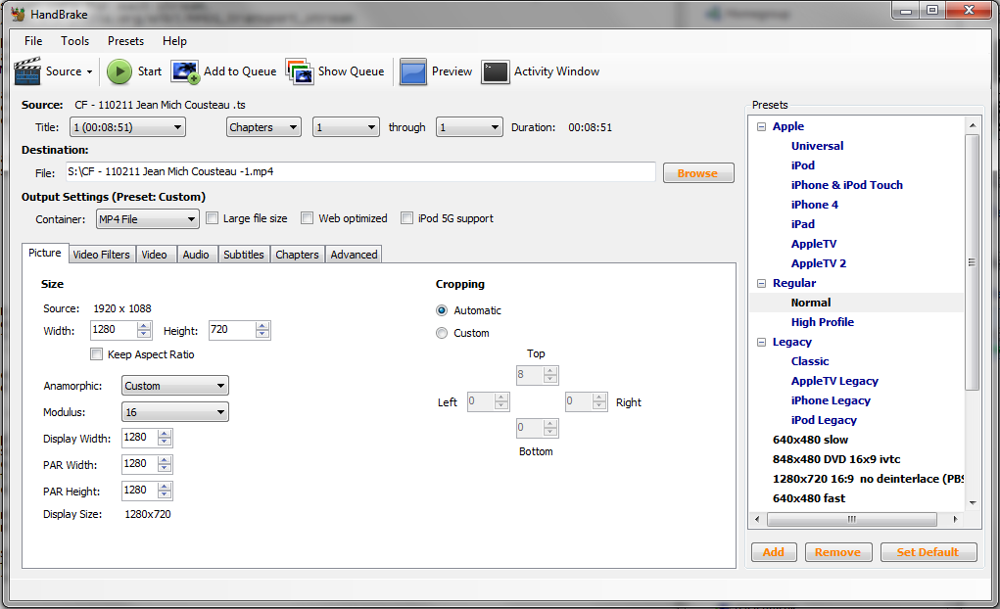 HandBrake
File Tools Presets Help
Source Start Add to Queue Show Queue Preview Activity Window
Source: CF - 110211 Jean Mich Cousteau .ts
Title: 1 (00:08:51) Chapters 1 through 1 Duration: 00:08:51
Destination:
File: S:\CF - 110211 Jean Mich Cousteau -1.mp4 Browse
Output Settings (Preset: Custom)
Container: MP4 File Large file size Web optimized iPod 5G support
Picture Video Filters Video Audio Subtitles Chapters Advanced
Size
Source: 1920 x 1088
Width: 1280 Height: 720
Keep Aspect Ratio
Anamorphic: Custom
Modulus: 16
Display Width: 1280
PAR Width: 1280
PAR Height: 1280
Display Size: 1280x720
Cropping
Automatic
Custom
Top
8
Left 0 0 Right
0
Bottom
Presets
Apple
Universal
iPod
iPhone & iPod Touch
iPhone 4
iPad
AppleTV
AppleTV 2
Regular
Normal
High Profile
Legacy
Classic
AppleTV Legacy
iPhone Legacy
iPod Legacy
640x480 slow
848x480 DVD 16x9 ivtc
1280x720 16:9 no deinterlace (PBS
640x480 fast
Add Remove Set Default